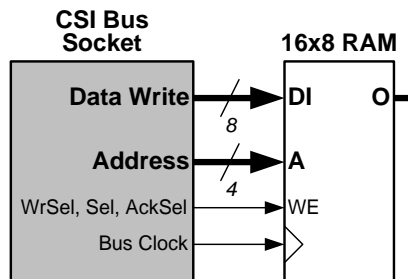 CSI Bus
Socket
16x8 RAM
Data Write
8
DI
O
Address
4
A
WrSel, Sel, AckSel
WE
Bus Clock